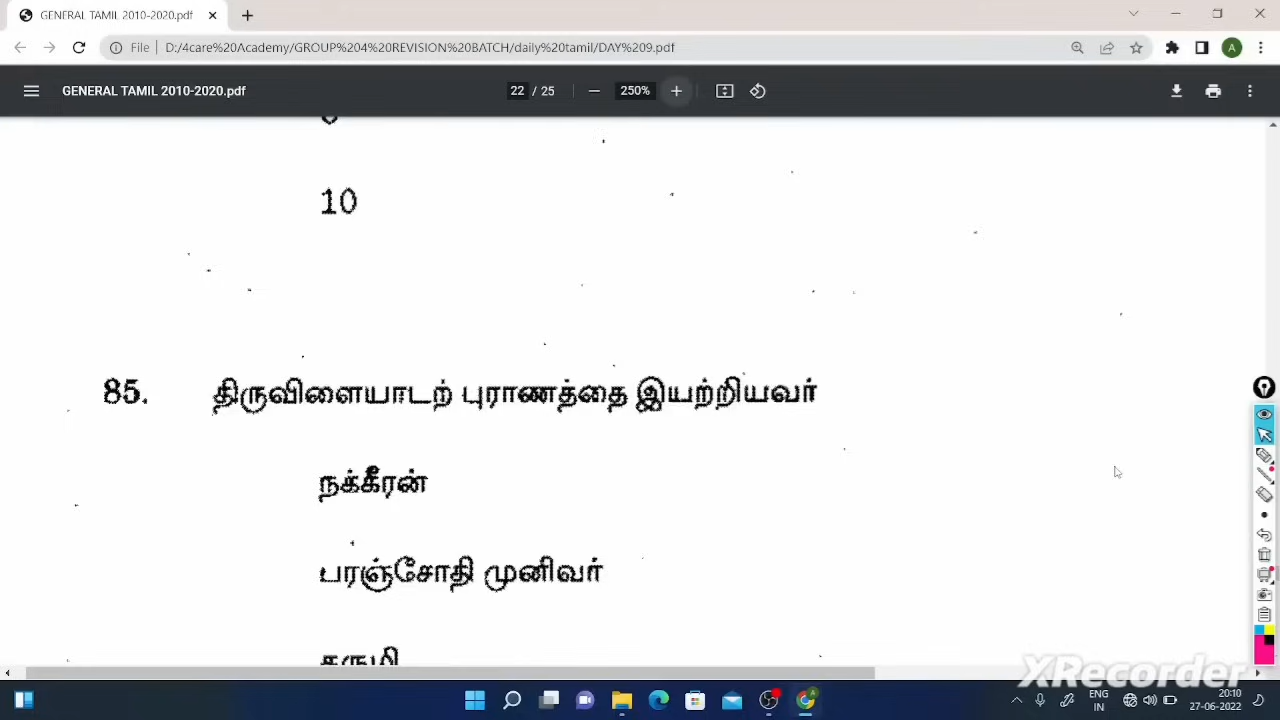 GENERAL TAMIL 2010-2020.pdf
File | D:/4care%20Academy/GROUP%204%20REVISION%20BATCH/daily%20tamil/DAY%209.pdf
A
GENERAL TAMIL 2010-2020.pdf
22 / 25
250%
10
85. திருவிளையாடற் புராணத்தை இயற்றியவர்
நக்கீரன்
பரஞ்சோதி முனிவர்
தருமி
XRecorder
ENG
IN
20:10
27-06-2022